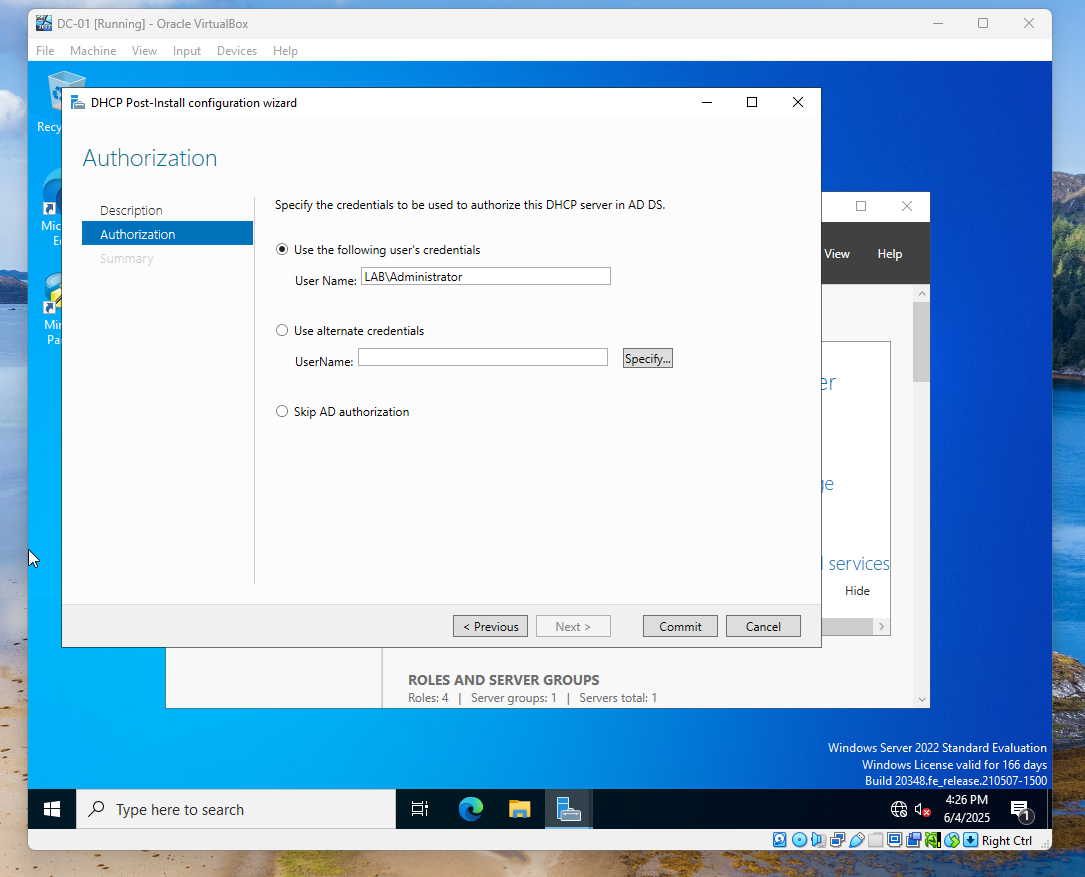 DC-01 [Running] - Oracle VirtualBox
File Machine View Input Devices Help
DHCP Post-Install configuration wizard
Authorization
Description
Authorization
Summary
Specify the credentials to be used to authorize this DHCP server in AD DS.
Use the following user's credentials
User Name: LAB\Administrator
Use alternate credentials
UserName:
Specify...
Skip AD authorization
< Previous
Next >
Commit
Cancel
Recy
Mic
E
Mi
Pa
View Help
er
ge
services
Hide
ROLES AND SERVER GROUPS
Roles: 4 | Server groups: 1 | Servers total: 1
Windows Server 2022 Standard Evaluation
Windows License valid for 166 days
Build 20348.fe_release.210507-1500
Type here to search
4:26 PM
6/4/2025
1
Right Ctrl